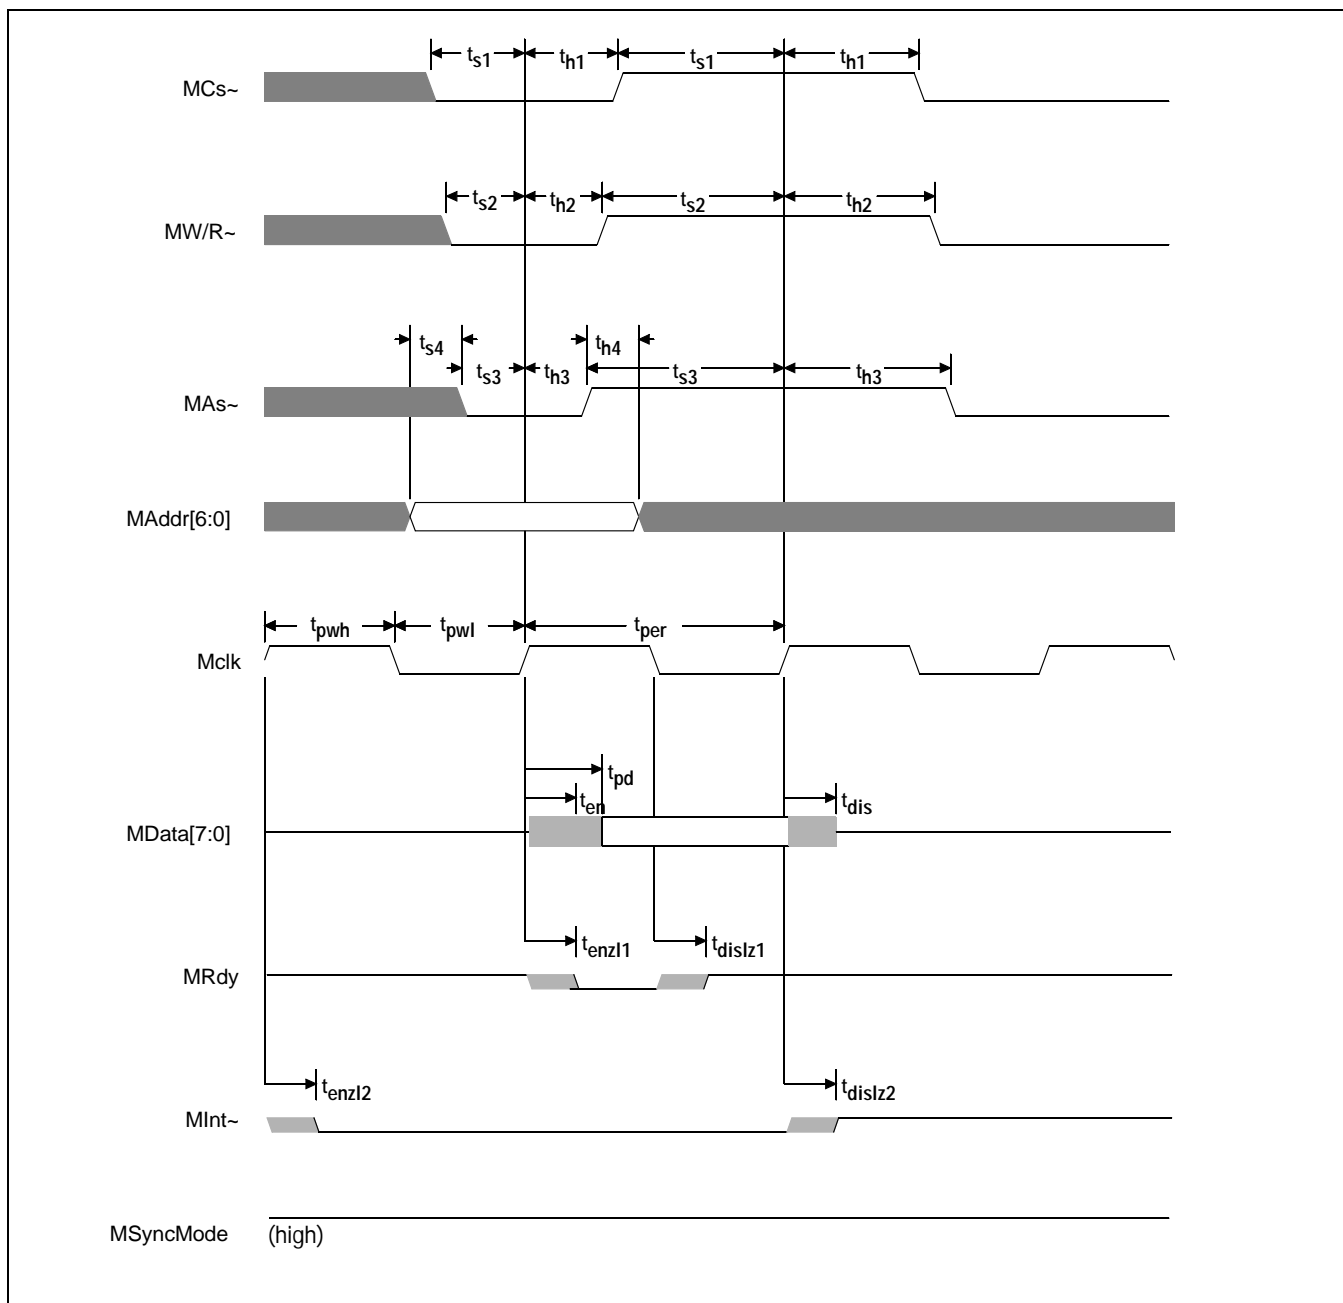 ts1 th1 ts1 th1
MCs~
ts2 th2 ts2 th2
MW/R~
ts4 th4
ts3 th3 ts3 th3
MAs~
MAddr[6:0]
tpwh tpwl tper
Mclk
tpd
ten tdis
MData[7:0]
tenzl1 tdislz1
MRdy
tenzl2 tdislz2
MInt~
MSyncMode (high)